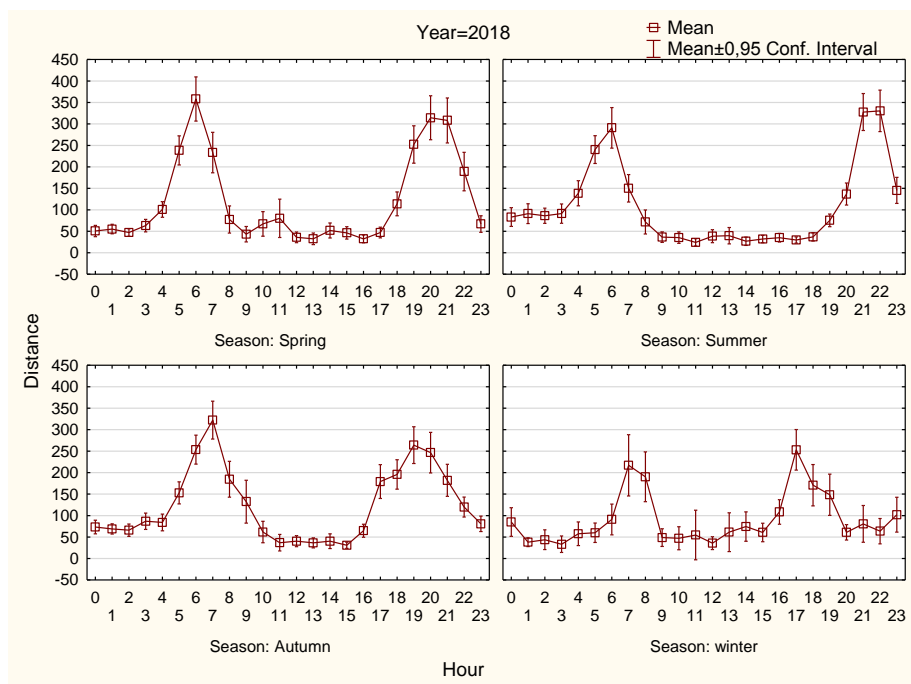 Year=2018
Mean
Mean±0,95 Conf. Interval
450
400
350
300
250
200
150
100
50
0
-50
0 2 4 6 8 10 12 14 16 18 20 22
1 3 5 7 9 11 13 15 17 19 21 23
Season: Spring
0 2 4 6 8 10 12 14 16 18 20 22
1 3 5 7 9 11 13 15 17 19 21 23
Season: Summer
Distance
450
400
350
300
250
200
150
100
50
0
-50
0 2 4 6 8 10 12 14 16 18 20 22
1 3 5 7 9 11 13 15 17 19 21 23
Season: Autumn
0 2 4 6 8 10 12 14 16 18 20 22
1 3 5 7 9 11 13 15 17 19 21 23
Season: winter
Hour